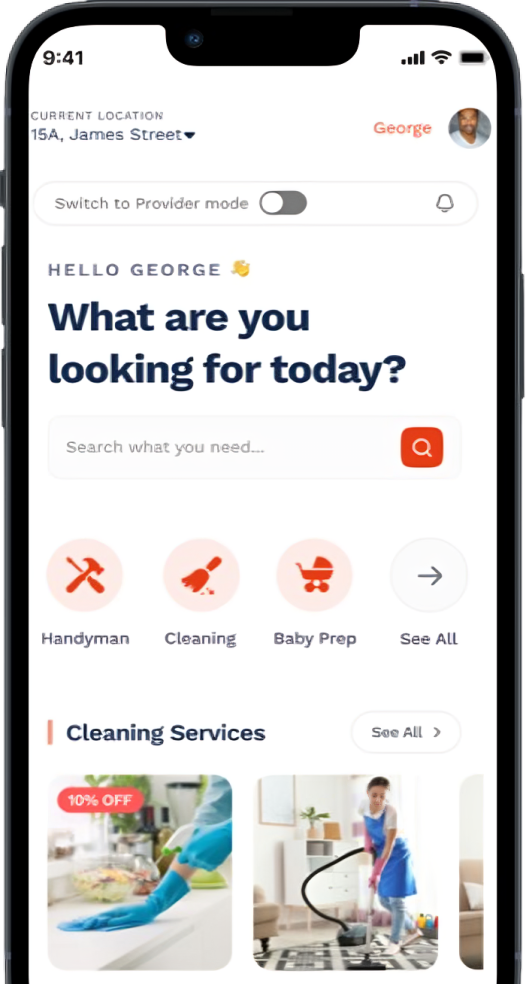 9:41
CURRENT LOCATION
15A, James Street
George
Switch to Provider mode
HELLO GEORGE 👋
What are you
looking for today?
Search what you need...
Handyman
Cleaning
Baby Prep
See All
Cleaning Services
See All
10% OFF